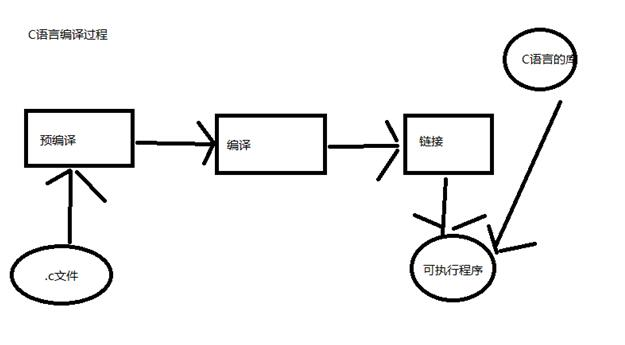 C语言编译过程
C语言的库
预编译
编译
链接
.c文件
可执行程序